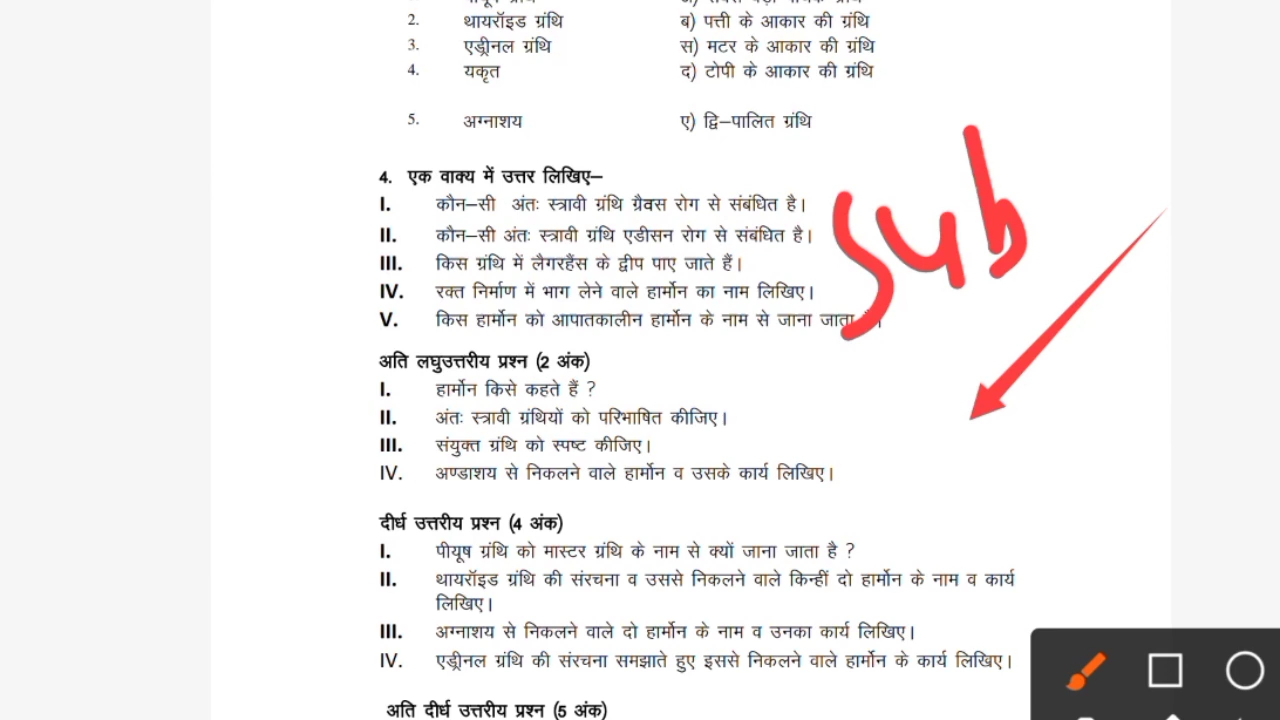 2. थायरॉइड ग्रंथि ब) पत्ती के आकार की ग्रंथि
3. एड्रीनल ग्रंथि स) मटर के आकार की ग्रंथि
4. यकृत द) टोपी के आकार की ग्रंथि
5. अग्नाशय ए) द्वि–पालित ग्रंथि
4. एक वाक्य में उत्तर लिखिए–
I. कौन–सी अंतः स्त्रावी ग्रंथि ग्रैवस रोग से संबंधित है।
II. कौन–सी अंतः स्त्रावी ग्रंथि एडीसन रोग से संबंधित है।
III. किस ग्रंथि में लैगरहैंस के द्वीप पाए जाते हैं।
IV. रक्त निर्माण में भाग लेने वाले हार्मोन का नाम लिखिए।
V. किस हार्मोन को आपातकालीन हार्मोन के नाम से जाना जाता
sub
अति लघुउत्तरीय प्रश्न (2 अंक)
I. हार्मोन किसे कहते हैं ?
II. अंतः स्त्रावी ग्रंथियों को परिभाषित कीजिए।
III. संयुक्त ग्रंथि को स्पष्ट कीजिए।
IV. अण्डाशय से निकलने वाले हार्मोन व उसके कार्य लिखिए।
दीर्घ उत्तरीय प्रश्न (4 अंक)
I. पीयूष ग्रंथि को मास्टर ग्रंथि के नाम से क्यों जाना जाता है ?
II. थायरॉइड ग्रंथि की संरचना व उससे निकलने वाले किन्हीं दो हार्मोन के नाम व कार्य
लिखिए।
III. अग्नाशय से निकलने वाले दो हार्मोन के नाम व उनका कार्य लिखिए।
IV. एड्रीनल ग्रंथि की संरचना समझाते हुए इससे निकलने वाले हार्मोन के कार्य लिखिए।
अति दीर्घ उत्तरीय प्रश्न (5 अंक)